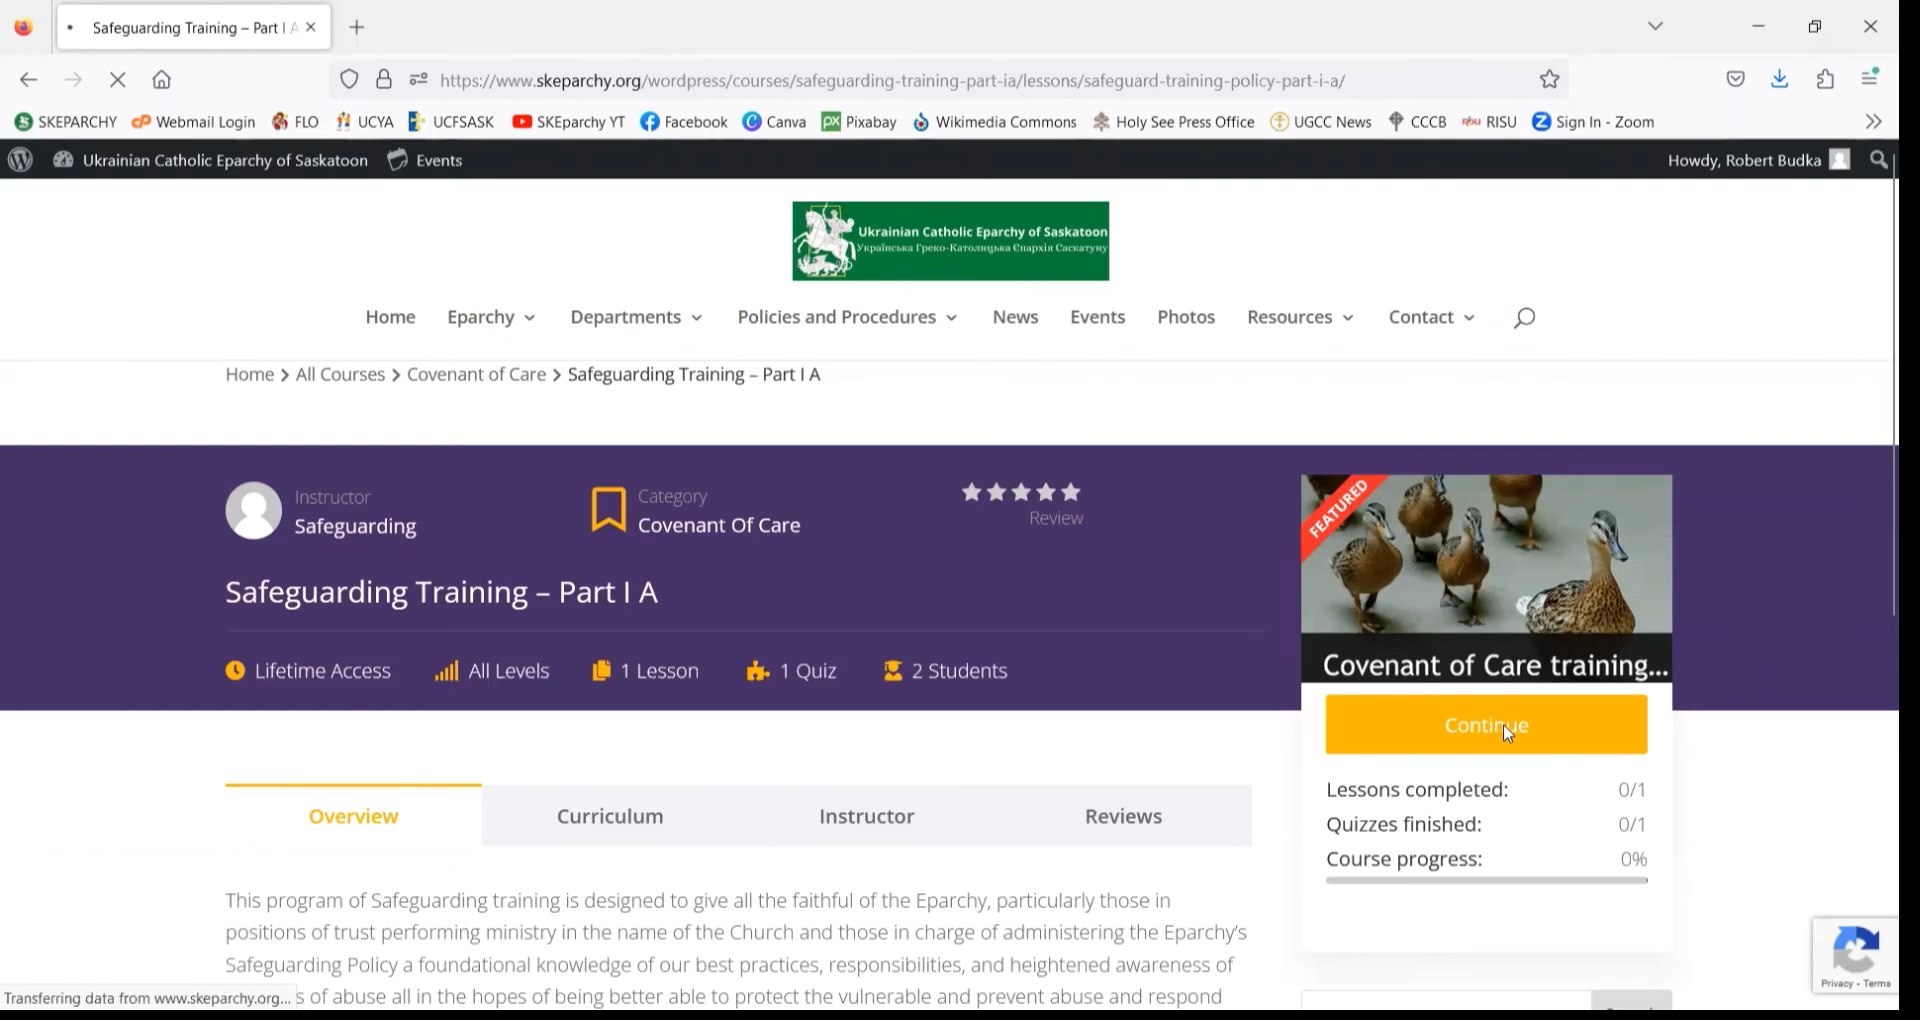 Safeguarding Training – Part I A
https://www.skeparchy.org/wordpress/courses/safeguarding-training-part-ia/lessons/safeguard-training-policy-part-i-a/
SKEPARCHY Webmail Login FLO UCYA UCFSASK SKEparchy YT Facebook Canva Pixabay Wikimedia Commons Holy See Press Office UGCC News CCCB RISU Sign In - Zoom
Ukrainian Catholic Eparchy of Saskatoon Events Howdy, Robert Budka
Ukrainian Catholic Eparchy of Saskatoon
Українська Греко-Католицька Єпархія Саскатуну
Home Eparchy Departments Policies and Procedures News Events Photos Resources Contact
Home > All Courses > Covenant of Care > Safeguarding Training – Part I A
Instructor
Safeguarding
Category
Covenant Of Care
Review
FEATURED
Safeguarding Training – Part I A
Covenant of Care training...
Lifetime Access All Levels 1 Lesson 1 Quiz 2 Students
Continue
Lessons completed: 0/1
Quizzes finished: 0/1
Course progress: 0%
Overview Curriculum Instructor Reviews
This program of Safeguarding training is designed to give all the faithful of the Eparchy, particularly those in
positions of trust performing ministry in the name of the Church and those in charge of administering the Eparchy's
Safeguarding Policy a foundational knowledge of our best practices, responsibilities, and heightened awareness of
s of abuse all in the hopes of being better able to protect the vulnerable and prevent abuse and respond
Transferring data from www.skeparchy.org...
Privacy - Terms